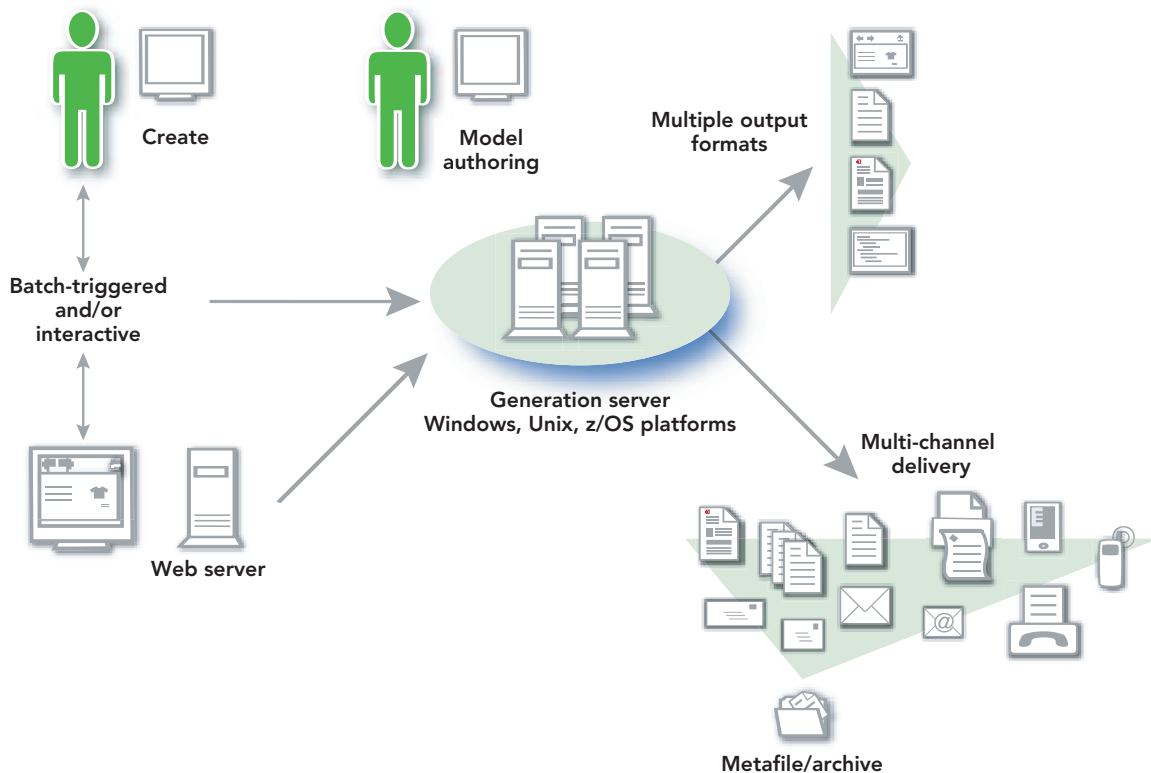 Create
Model
authoring
Multiple output
formats
Batch-triggered
and/or
interactive
Generation server
Windows, Unix, z/OS platforms
Multi-channel
delivery
Web server
@
Metafile/archive